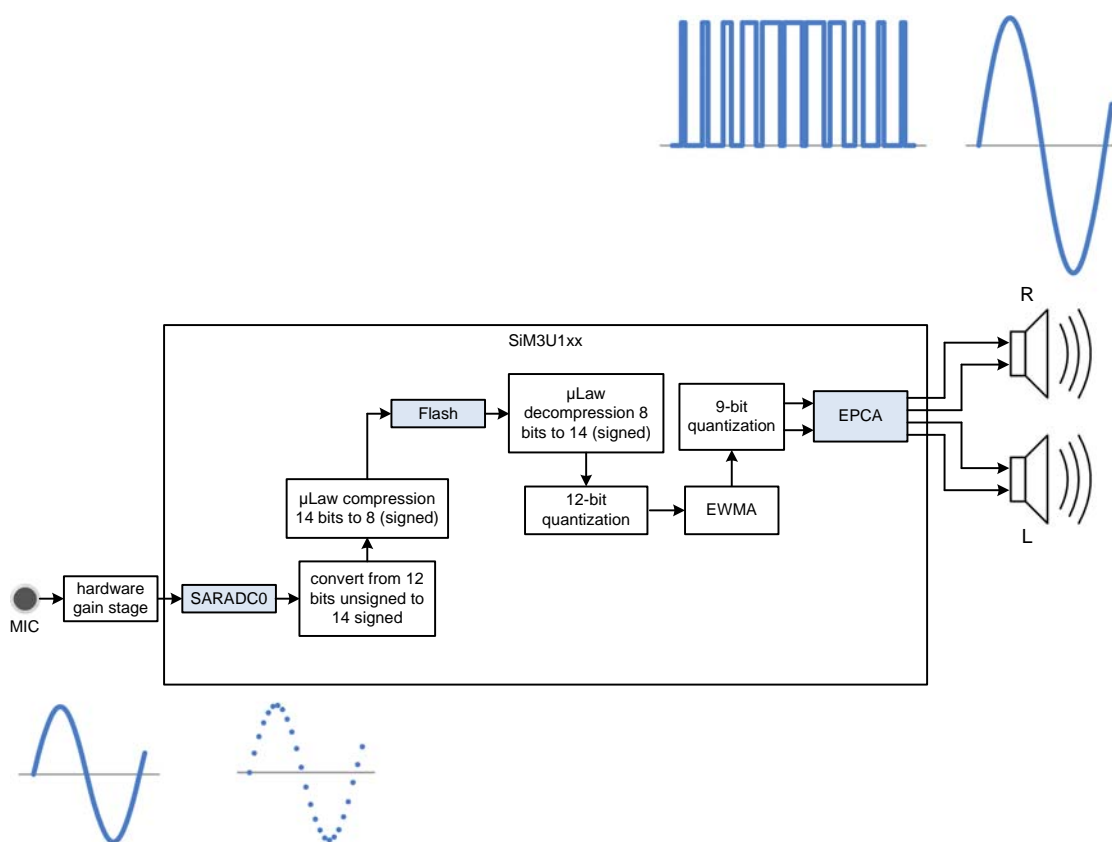 R
SiM3U1xx
Flash
µLaw
decompression 8
bits to 14 (signed)
9-bit
quantization
EPCA
µLaw compression
14 bits to 8 (signed)
12-bit
quantization
EWMA
L
MIC
hardware
gain stage
SARADC0
convert from 12
bits unsigned to
14 signed